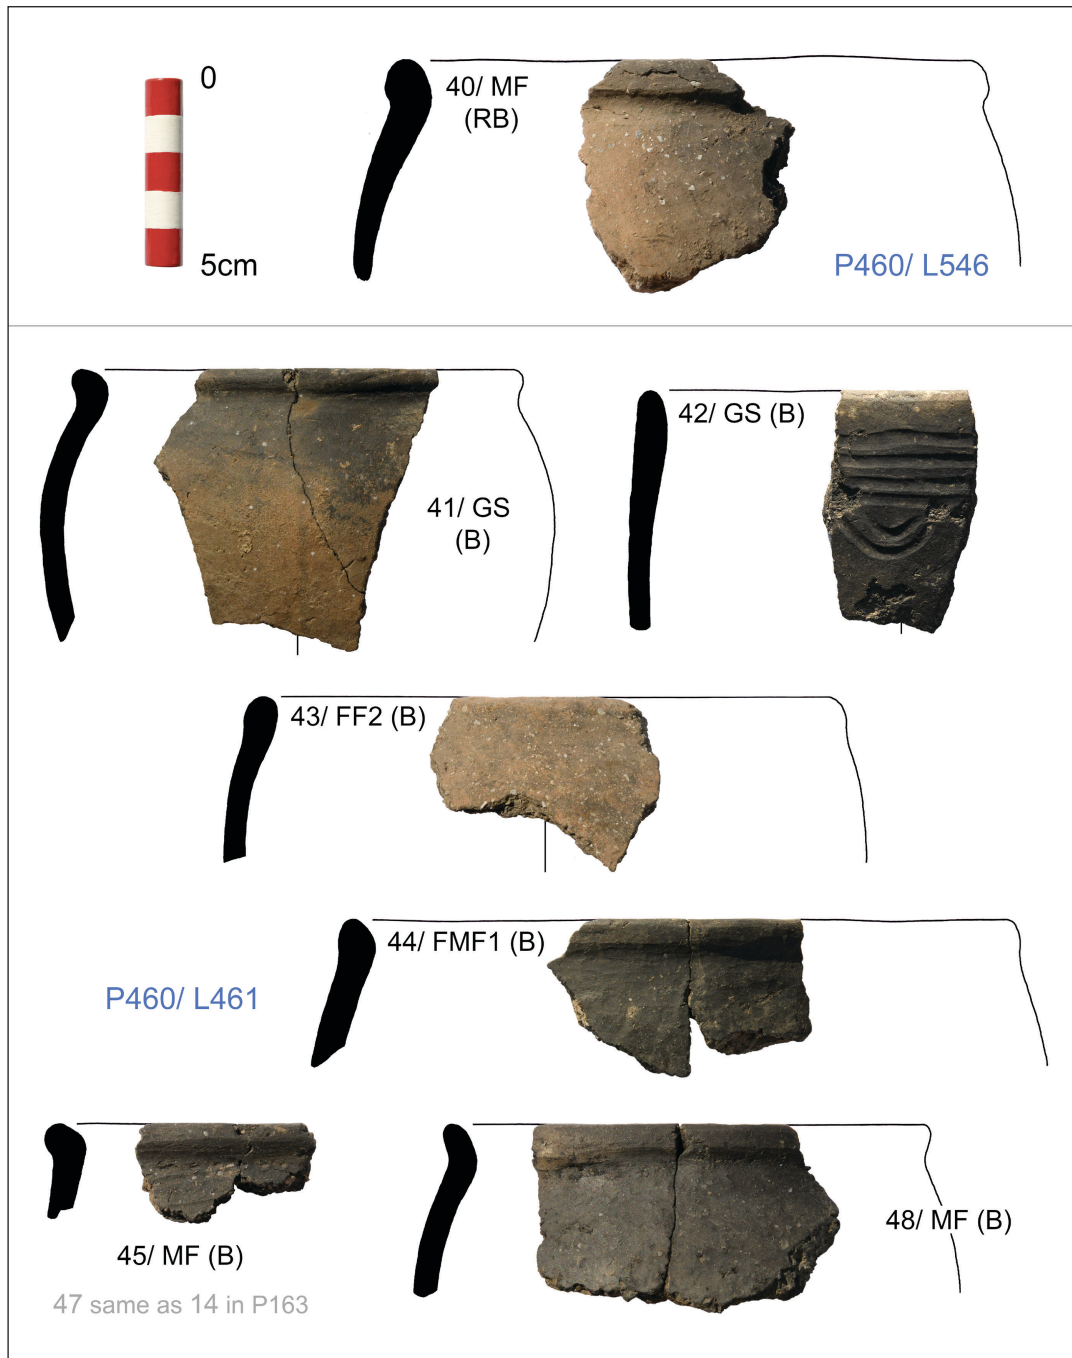 0
5cm
40/ MF
(RB)
P460/ L546
41/ GS
(B)
42/ GS (B)
43/ FF2 (B)
44/ FMF1 (B)
P460/ L461
45/ MF (B)
48/ MF (B)
47 same as 14 in P163